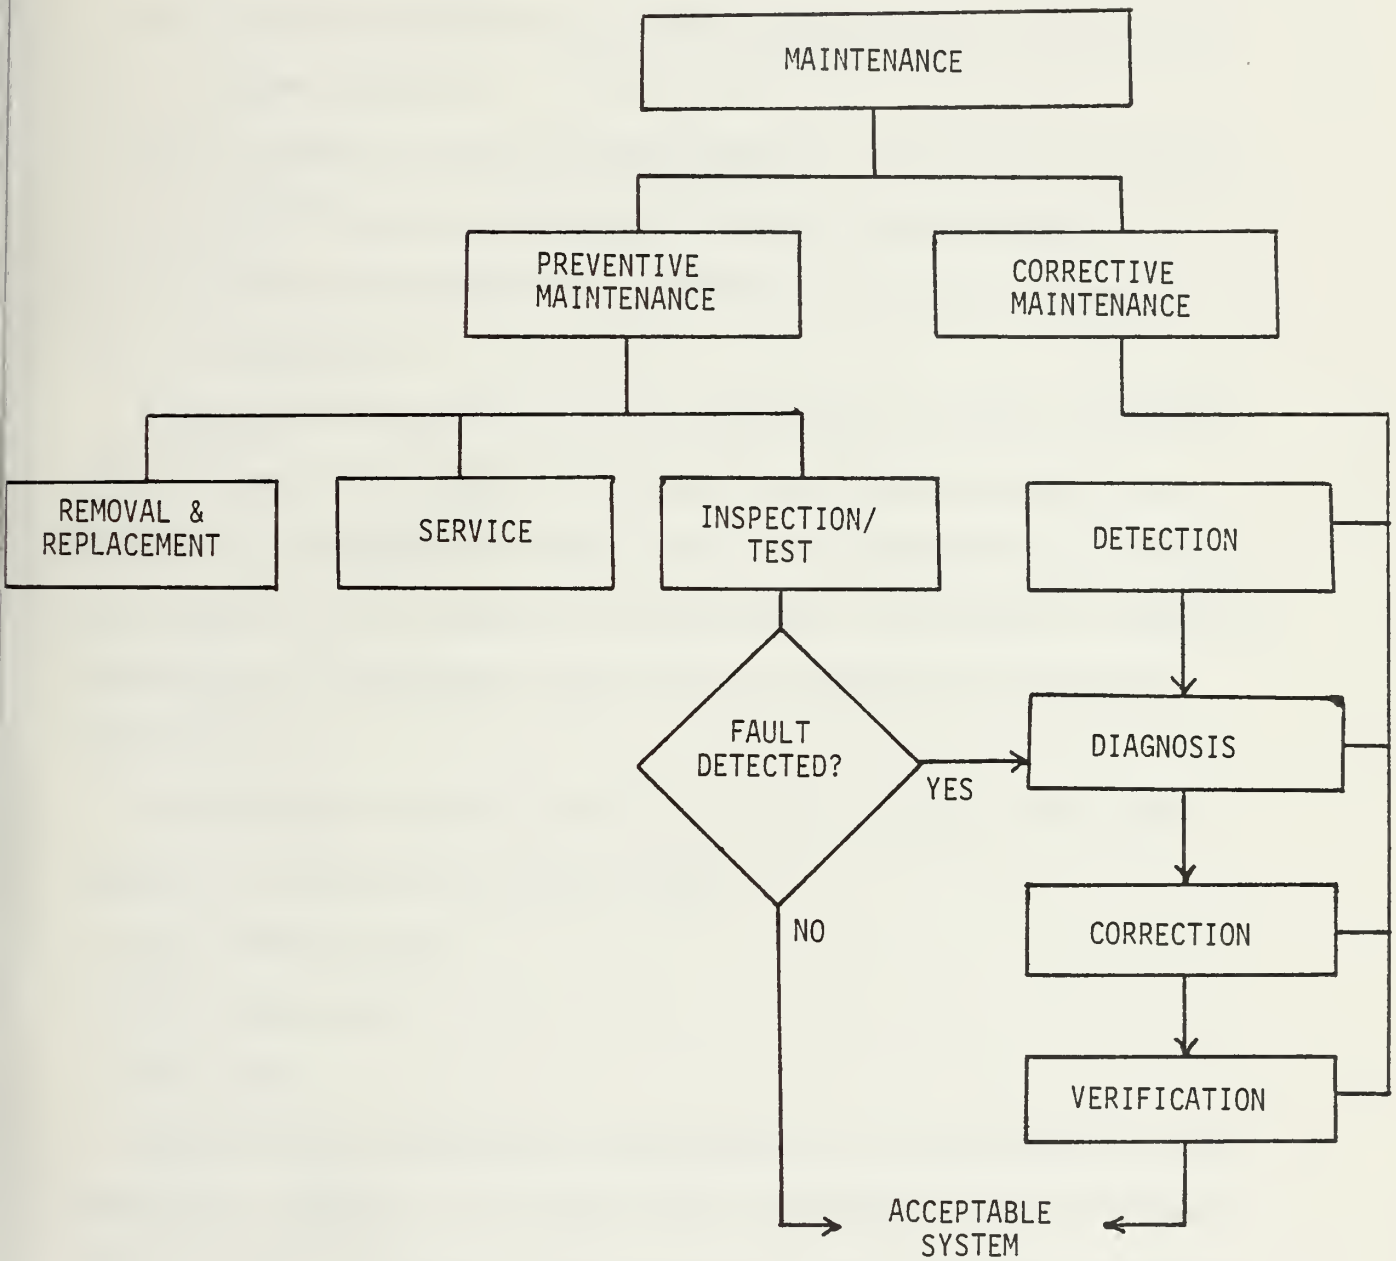 MAINTENANCE
PREVENTIVE
MAINTENANCE
CORRECTIVE
MAINTENANCE
REMOVAL &
REPLACEMENT
SERVICE
INSPECTION/
TEST
DETECTION
FAULT
DETECTED?
YES
DIAGNOSIS
NO
CORRECTION
VERIFICATION
ACCEPTABLE
SYSTEM